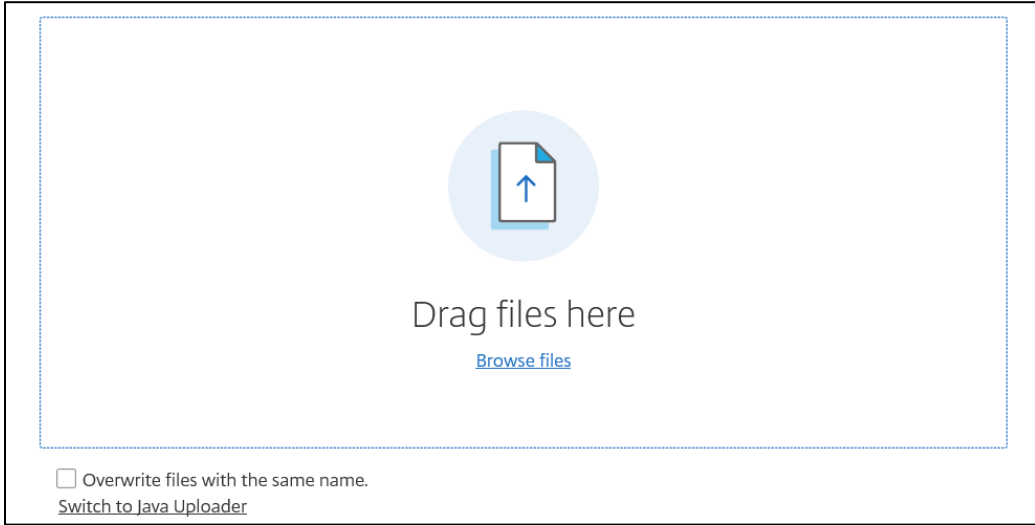 Drag files here
Browse files
Overwrite files with the same name.
Switch to Java Uploader